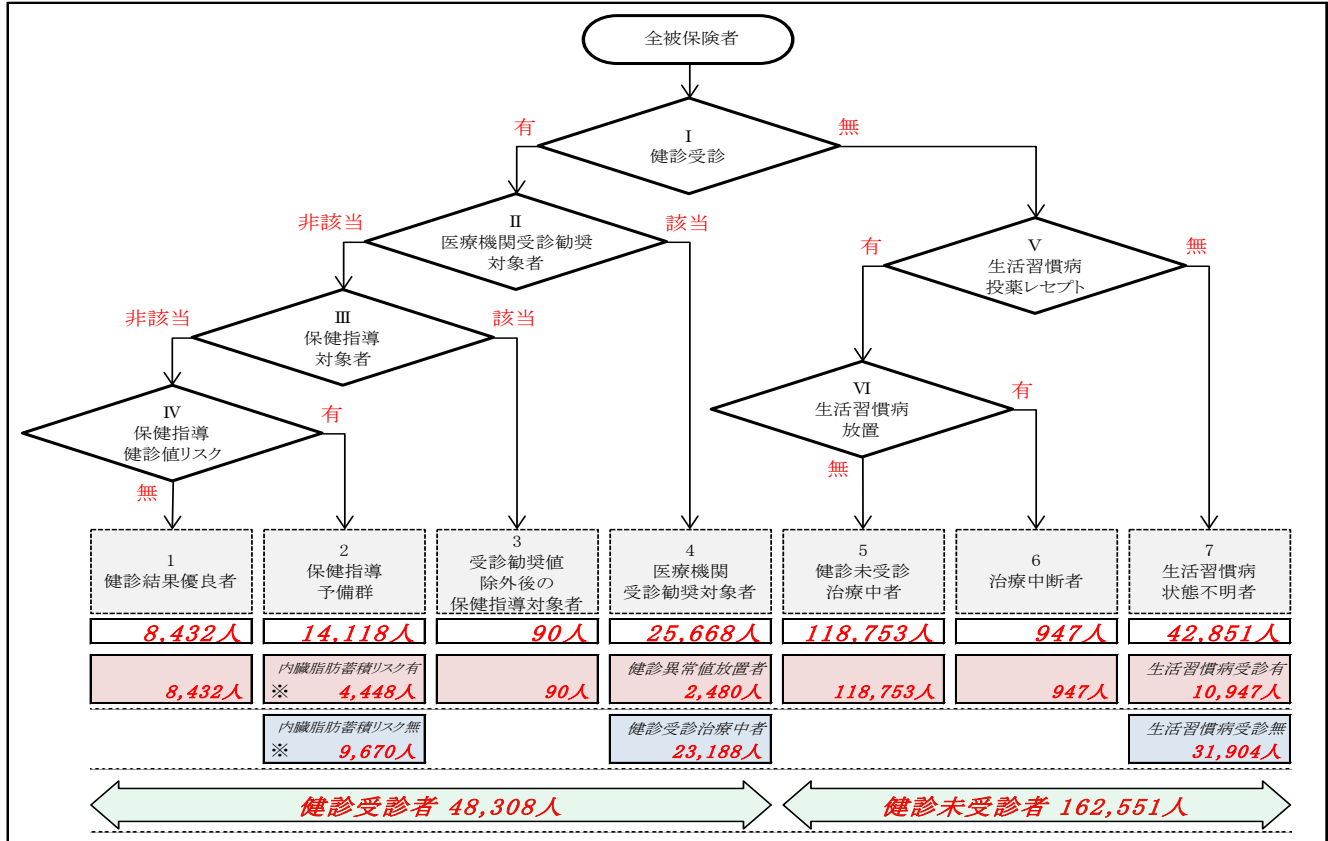 全被保険者
有
Ⅰ
健診受診
無
非該当
Ⅱ
医療機関受診勧奨
対象者
該当
有
Ⅴ
生活習慣病
投薬レセプト
無
非該当
Ⅲ
保健指導
対象者
該当
Ⅳ
保健指導
健診値リスク
有
無
Ⅵ
生活習慣病
放置
有
無
1
健診結果優良者
2
保健指導
予備群
3
受診勧奨値
除外後の
保健指導対象者
4
医療機関
受診勧奨対象者
5
健診未受診
治療中者
6
治療中断者
7
生活習慣病
状態不明者
8,432人
14,118人
90人
25,668人
118,753人
947人
42,851人
8,432人
内臓脂肪蓄積リスク有
※ 4,448人
90人
健診異常値放置者
2,480人
118,753人
947人
生活習慣病受診有
10,947人
内臓脂肪蓄積リスク無
※ 9,670人
健診受診治療中者
23,188人
生活習慣病受診無
31,904人
健診受診者 48,308人
健診未受診者 162,551人